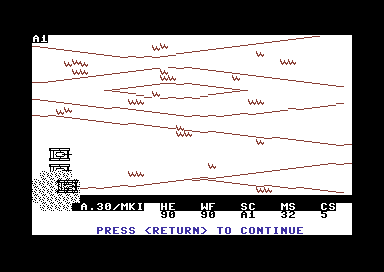 A1
A.30/MKI HE WF SC MS CS
90 90 A1 32 5
PRESS <RETURN> TO CONTINUE